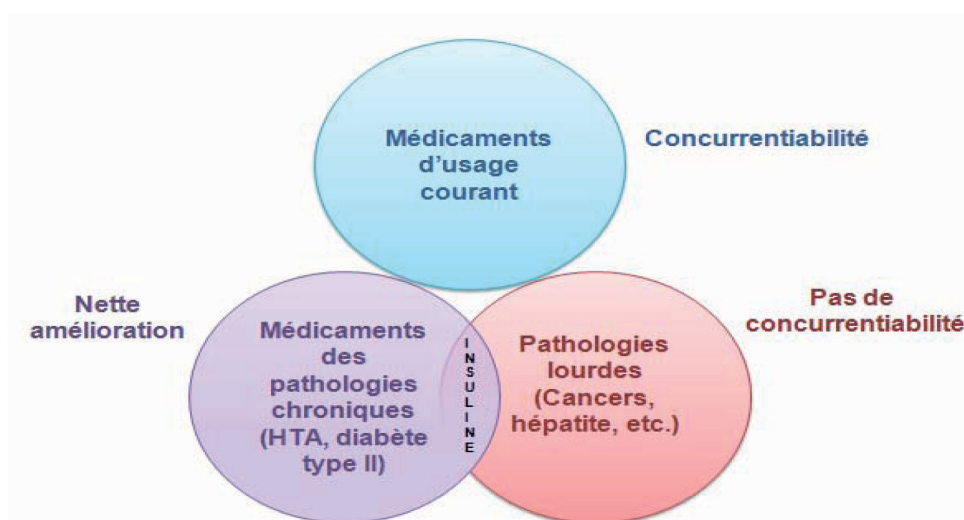 Médicaments
d'usage
courant
Concurrentiabilité
Nette
amélioration
Médicaments
des
pathologies
chroniques
(HTA, diabète
type II)
INSULINE
Pathologies
lourdes
(Cancers,
hépatite, etc.)
Pas de
concurrentiabilité